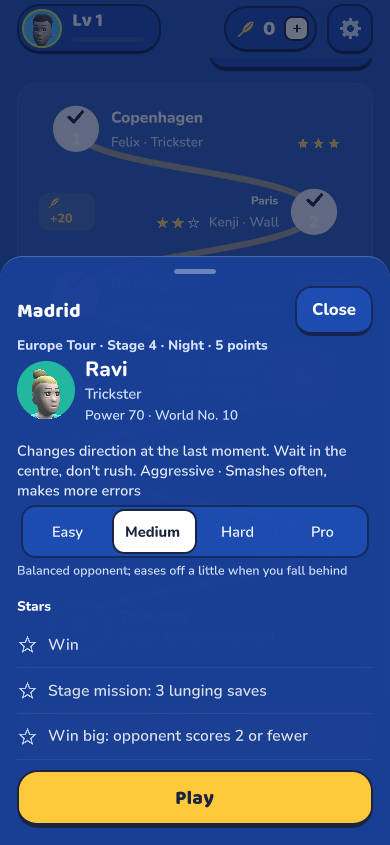 Lv 1
0
+
Copenhagen
Felix · Trickster
1
Paris
Kenji · Wall
2
+20
Madrid
Close
Europe Tour · Stage 4 · Night · 5 points
Ravi
Trickster
Power 70 · World No. 10
Changes direction at the last moment. Wait in the
centre, don't rush. Aggressive · Smashes often,
makes more errors
Easy
Medium
Hard
Pro
Balanced opponent; eases off a little when you fall behind
Stars
Win
Stage mission: 3 lunging saves
Win big: opponent scores 2 or fewer
Play